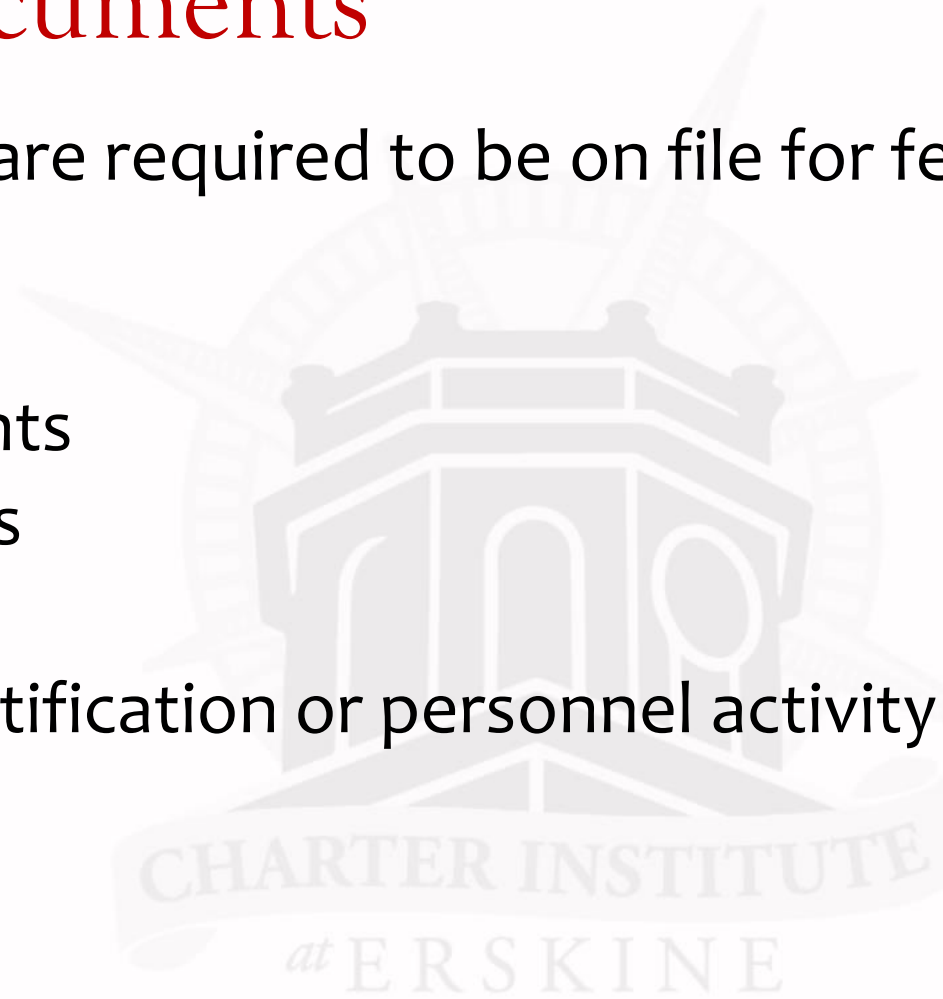 cuments
are required to be on file for fe
nts
s
tification or personnel activity
CHARTER INSTITUTE
at ERSKINE